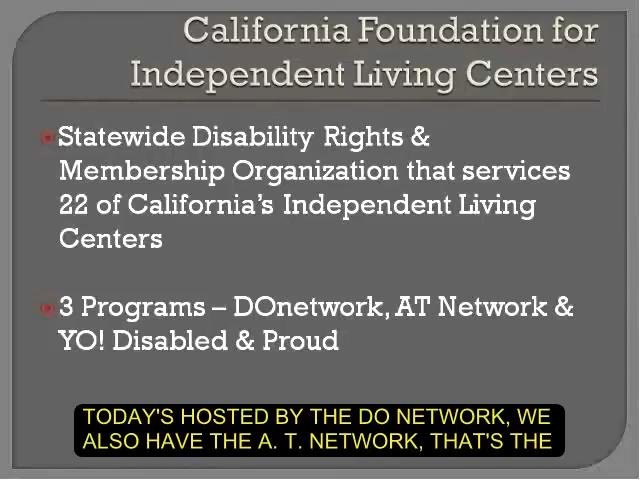 California Foundation for
Independent Living Centers
Statewide Disability Rights &
Membership Organization that services
22 of California's Independent Living
Centers
3 Programs – DOnetwork, AT Network &
YO! Disabled & Proud
TODAY'S HOSTED BY THE DO NETWORK, WE
ALSO HAVE THE A. T. NETWORK, THAT'S THE